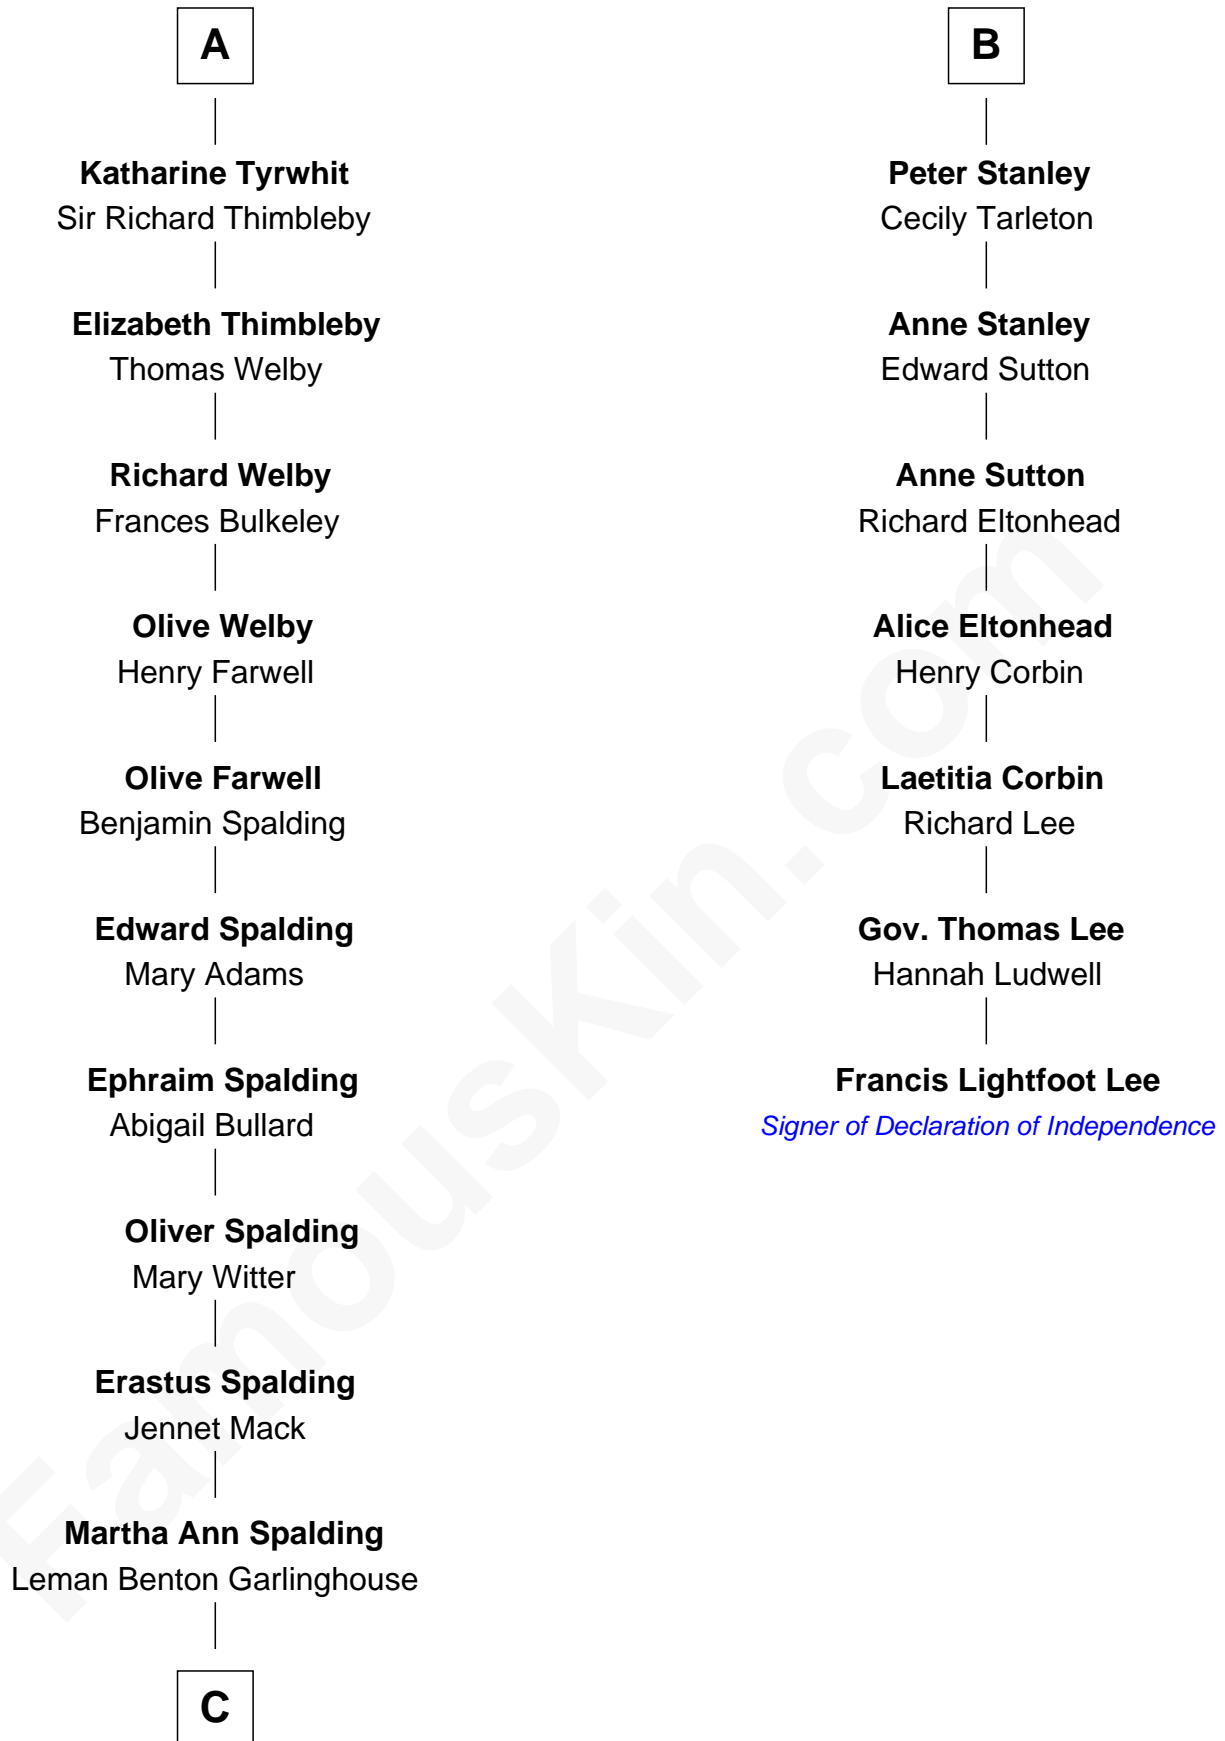 A
Katharine Tyrwhit
Sir Richard Thimbleby
Elizabeth Thimbleby
Thomas Welby
Richard Welby
Frances Bulkeley
Olive Welby
Henry Farwell
Olive Farwell
Benjamin Spalding
Edward Spalding
Mary Adams
Ephraim Spalding
Abigail Bullard
Oliver Spalding
Mary Witter
Erastus Spalding
Jennet Mack
Martha Ann Spalding
Leman Benton Garlinghouse
C
B
Peter Stanley
Cecily Tarleton
Anne Stanley
Edward Sutton
Anne Sutton
Richard Eltonhead
Alice Eltonhead
Henry Corbin
Laetitia Corbin
Richard Lee
Gov. Thomas Lee
Hannah Ludwell
Francis Lightfoot Lee
Signer of Declaration of Independence
FamousKin.com